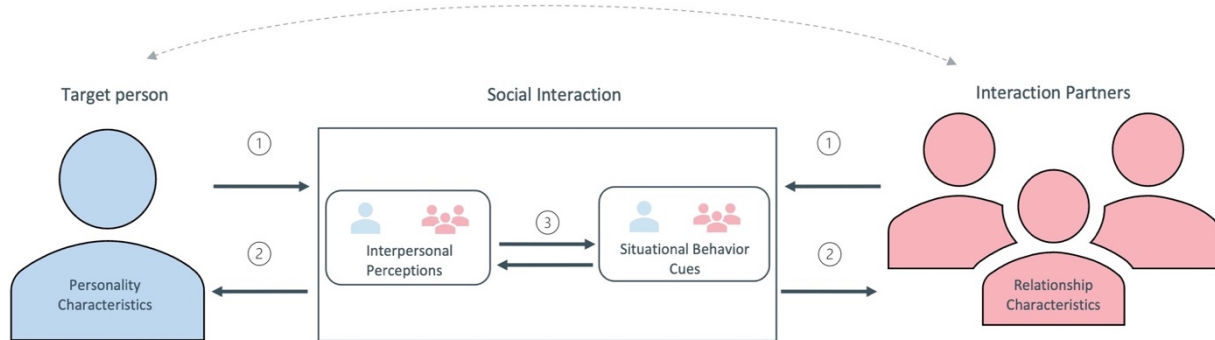 Target person
Social Interaction
Interaction Partners
1
1
3
Interpersonal
Perceptions
Situational Behavior
Cues
2
2
Personality
Characteristics
Relationship
Characteristics